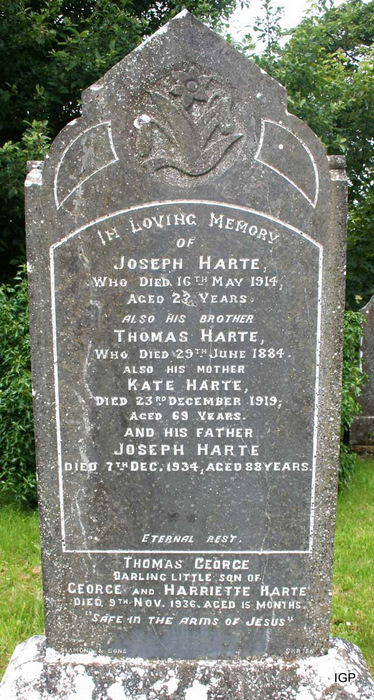 IN LOVING MEMORY
OF
JOSEPH HARTE,
WHO DIED 16TH MAY 1914,
AGED YEARS.
ALSO HIS BROTHER
THOMAS HARTE,
WHO DIED 29TH JUNE 1884.
ALSO HIS MOTHER
KATE HARTE,
DIED 23RD DECEMBER 1919,
AGED 69 YEARS.
AND HIS FATHER
JOSEPH HARTE
DIED 7TH DEC. 1934, AGED 88 YEARS.
ETERNAL REST.
THOMAS GEORGE
DARLING LITTLE SON OF
GEORGE AND HARRIETTE HARTE
DIED 9TH NOV. 1936. AGED 15 MONTHS.
"SAFE IN THE ARMS OF JESUS"
& SONS
IGP